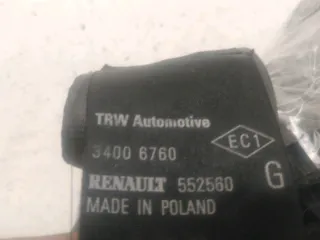 TRW Automotive
3400 6760 EC1
RENAULT 552560 G
MADE IN POLAND